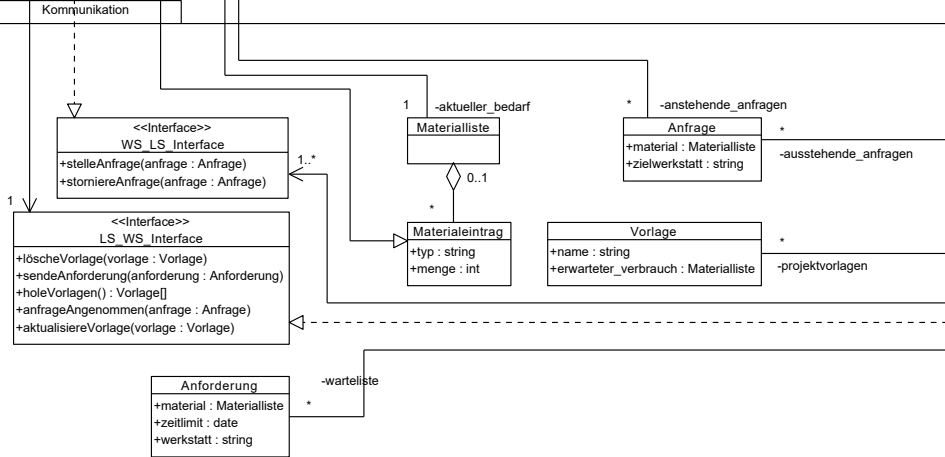 Kommunikation
1
-aktueller_bedarf
*
-anstehende_anfragen
<<Interface>>
WS_LS_Interface
+stelleAnfrage(anfrage : Anfrage)
+storniereAnfrage(anfrage : Anfrage)
1..*
Materialliste
0..1
*
Anfrage
+material : Materialliste
+zielwerkstatt : string
*
-ausstehende_anfragen
1
<<Interface>>
LS_WS_Interface
+löscheVorlage(vorlage : Vorlage)
+sendeAnforderung(anforderung : Anforderung)
+holeVorlagen() : Vorlage[]
+anfrageAngenommen(anfrage : Anfrage)
+aktualisiereVorlage(vorlage : Vorlage)
Materialeintrag
+typ : string
+menge : int
Vorlage
+name : string
+erwarteter_verbrauch : Materialliste
*
-projektvorlagen
Anforderung
+material : Materialliste
+zeitlimit : date
+werkstatt : string
-warteliste
*